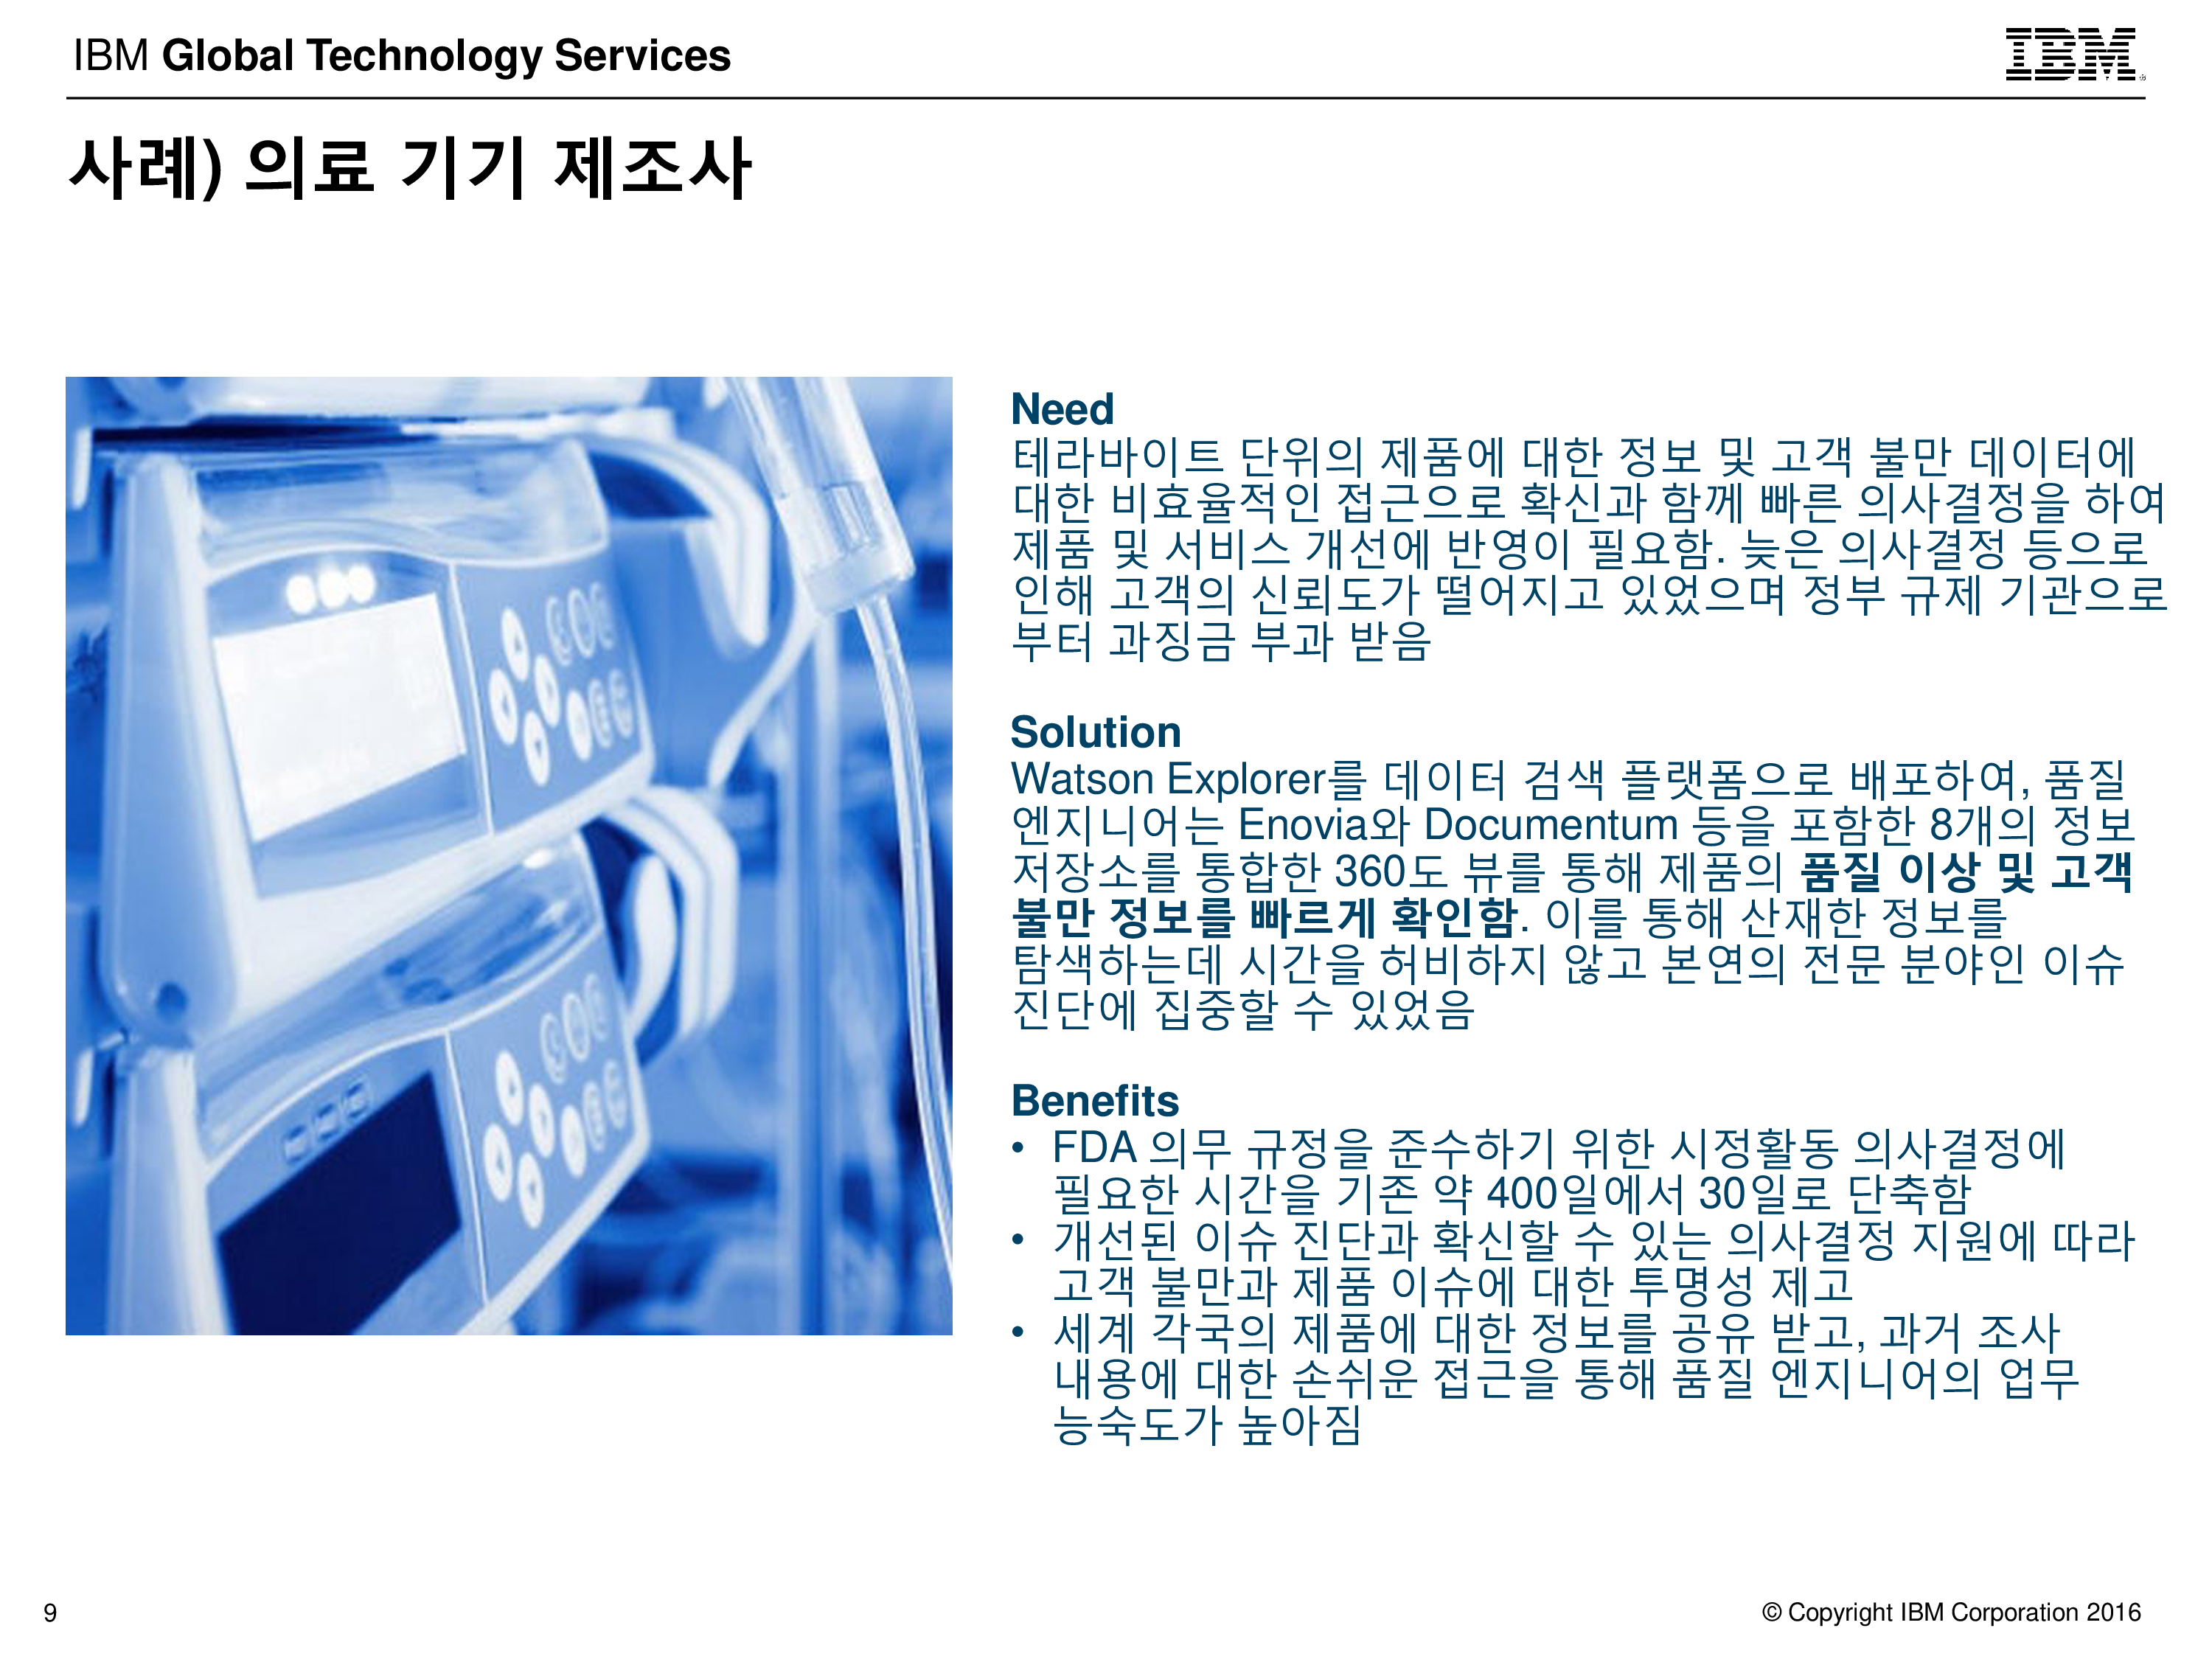 IBM Global Technology Services
IBM
사례) 의료 기기 제조사
Need
테라바이트 단위의 제품에 대한 정보 및 고객 불만 데이터에
대한 비효율적인 접근으로 확신과 함께 빠른 의사결정을 하여
제품 및 서비스 개선에 반영이 필요함. 늦은 의사결정 등으로
인해 고객의 신뢰도가 떨어지고 있었으며 정부 규제 기관으로
부터 과징금 부과 받음
Solution
Watson Explorer를 데이터 검색 플랫폼으로 배포하여, 품질
엔지니어는 Enovia와 Documentum 등을 포함한 8개의 정보
저장소를 통합한 360도 뷰를 통해 제품의 품질 이상 및 고객
불만 정보를 빠르게 확인함. 이를 통해 산재한 정보를
탐색하는데 시간을 허비하지 않고 본연의 전문 분야인 이슈
진단에 집중할 수 있었음
Benefits
• FDA 의무 규정을 준수하기 위한 시정활동 의사결정에
필요한 시간을 기존 약 400일에서 30일로 단축함
• 개선된 이슈 진단과 확신할 수 있는 의사결정 지원에 따라
고객 불만과 제품 이슈에 대한 투명성 제고
• 세계 각국의 제품에 대한 정보를 공유 받고, 과거 조사
내용에 대한 손쉬운 접근을 통해 품질 엔지니어의 업무
능숙도가 높아짐
9
© Copyright IBM Corporation 2016